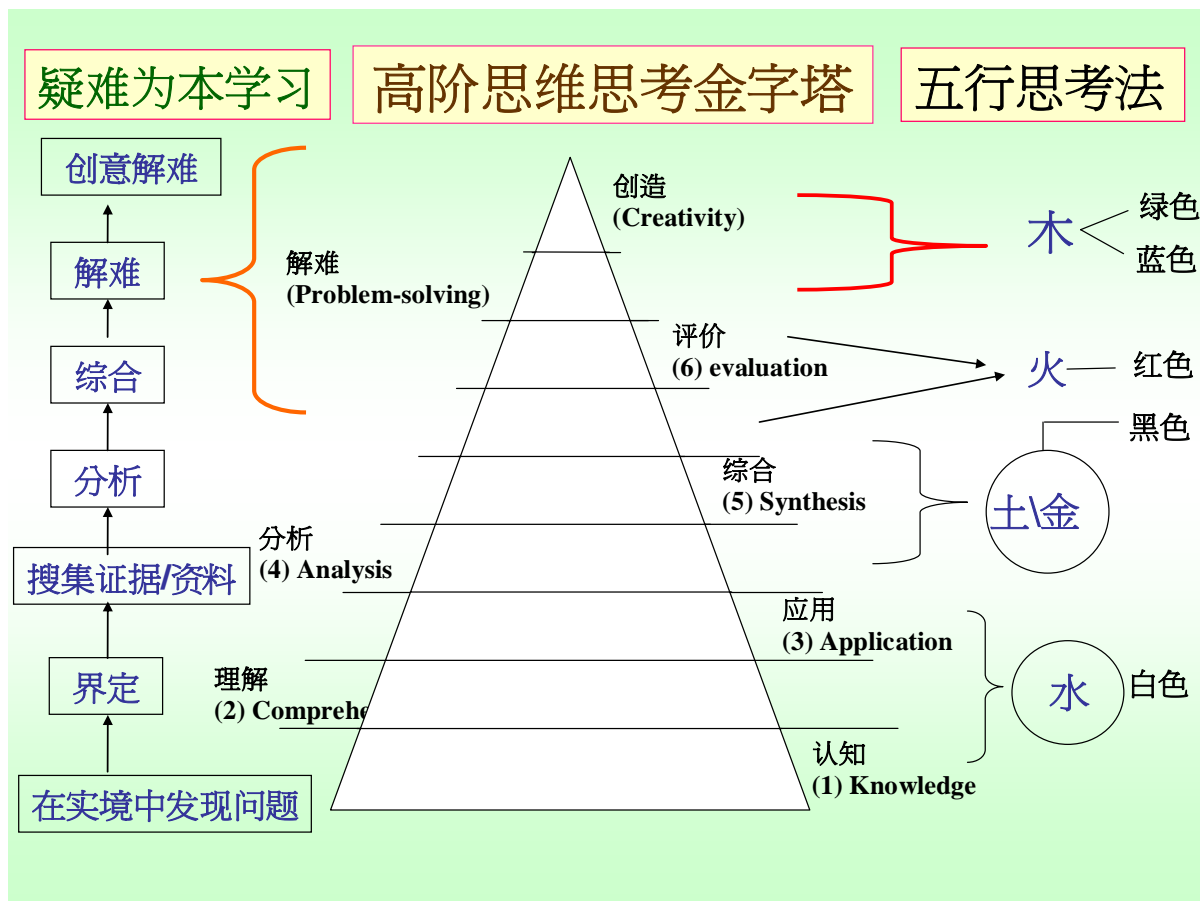 疑难为本学习
高阶思维思考金字塔
五行思考法
创意解难
解难
综合
分析
搜集证据/资料
界定
在实境中发现问题
创造
(Creativity)
解难
(Problem-solving)
评价
(6) evaluation
综合
(5) Synthesis
分析
(4) Analysis
应用
(3) Application
理解
(2) Comprehe
认知
(1) Knowledge
木
绿色
蓝色
火
红色
黑色
土\金
水
白色